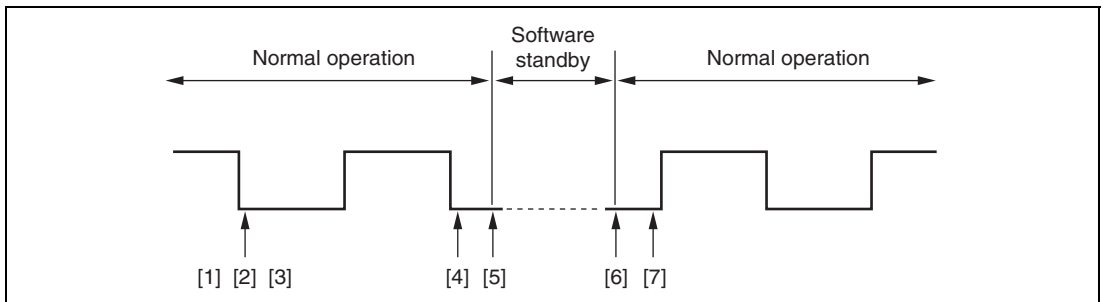 Software
standby
Normal operation
Normal operation
[1] [2] [3]
[4] [5]
[6] [7]